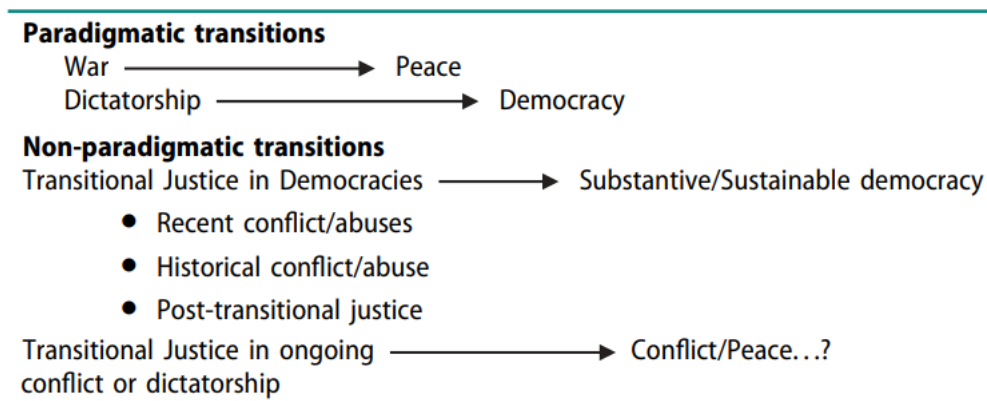 Paradigmatic transitions
War Peace
Dictatorship Democracy
Non-paradigmatic transitions
Transitional Justice in Democracies Substantive/Sustainable democracy
• Recent conflict/abuses
• Historical conflict/abuse
• Post-transitional justice
Transitional Justice in ongoing Conflict/Peace…?
conflict or dictatorship